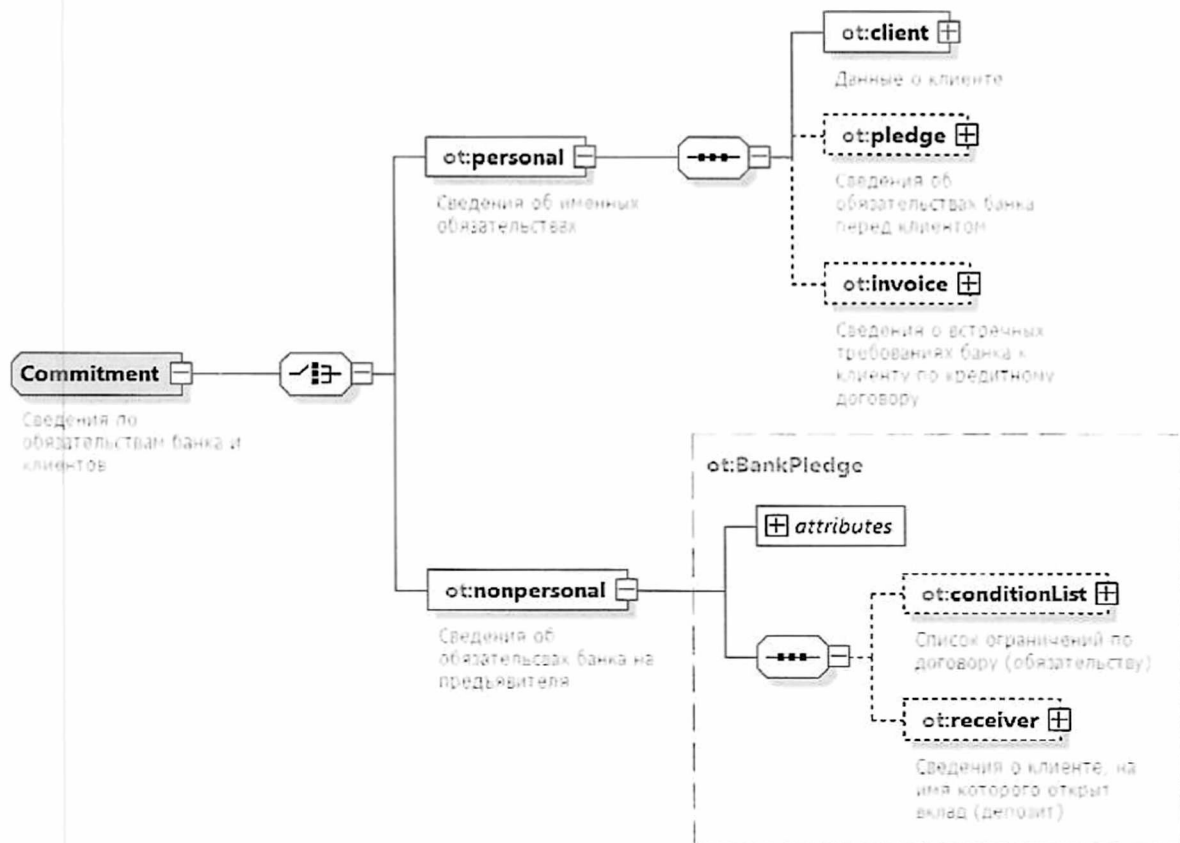 ot:client
Данные о клиенте
ot:pledge
Сведения об
обязательствах банка
перед клиентом
ot:personal
Сведения об именных
обязательствах
ot:invoice
Сведения о встречных
требованиях банка к
клиенту по кредитному
договору
Commitment
Сведения по
обязательствам банка и
клиентов
ot:BankPledge
attributes
ot:nonpersonal
Сведения об
обязательсвах банка на
предъявителя
ot:conditionList
Список ограничений по
договору (обязательству)
ot:receiver
Сведения о клиенте, на
имя которого открыт
вклад (депозит)